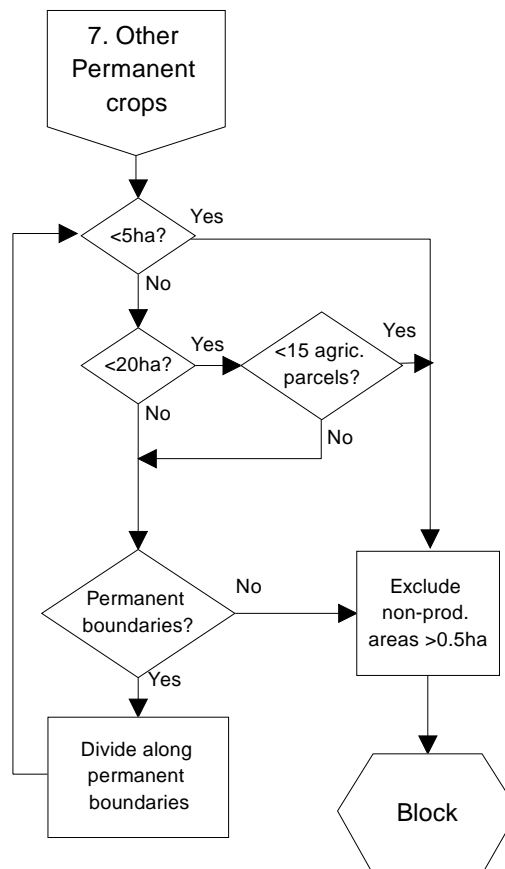 7. Other
Permanent
crops
Yes
<5ha?
No
<20ha?
Yes
<15 agric.
parcels?
Yes
No
No
Permanent
boundaries?
No
Yes
Exclude
non-prod.
areas >0.5ha
Divide along
permanent
boundaries
Block